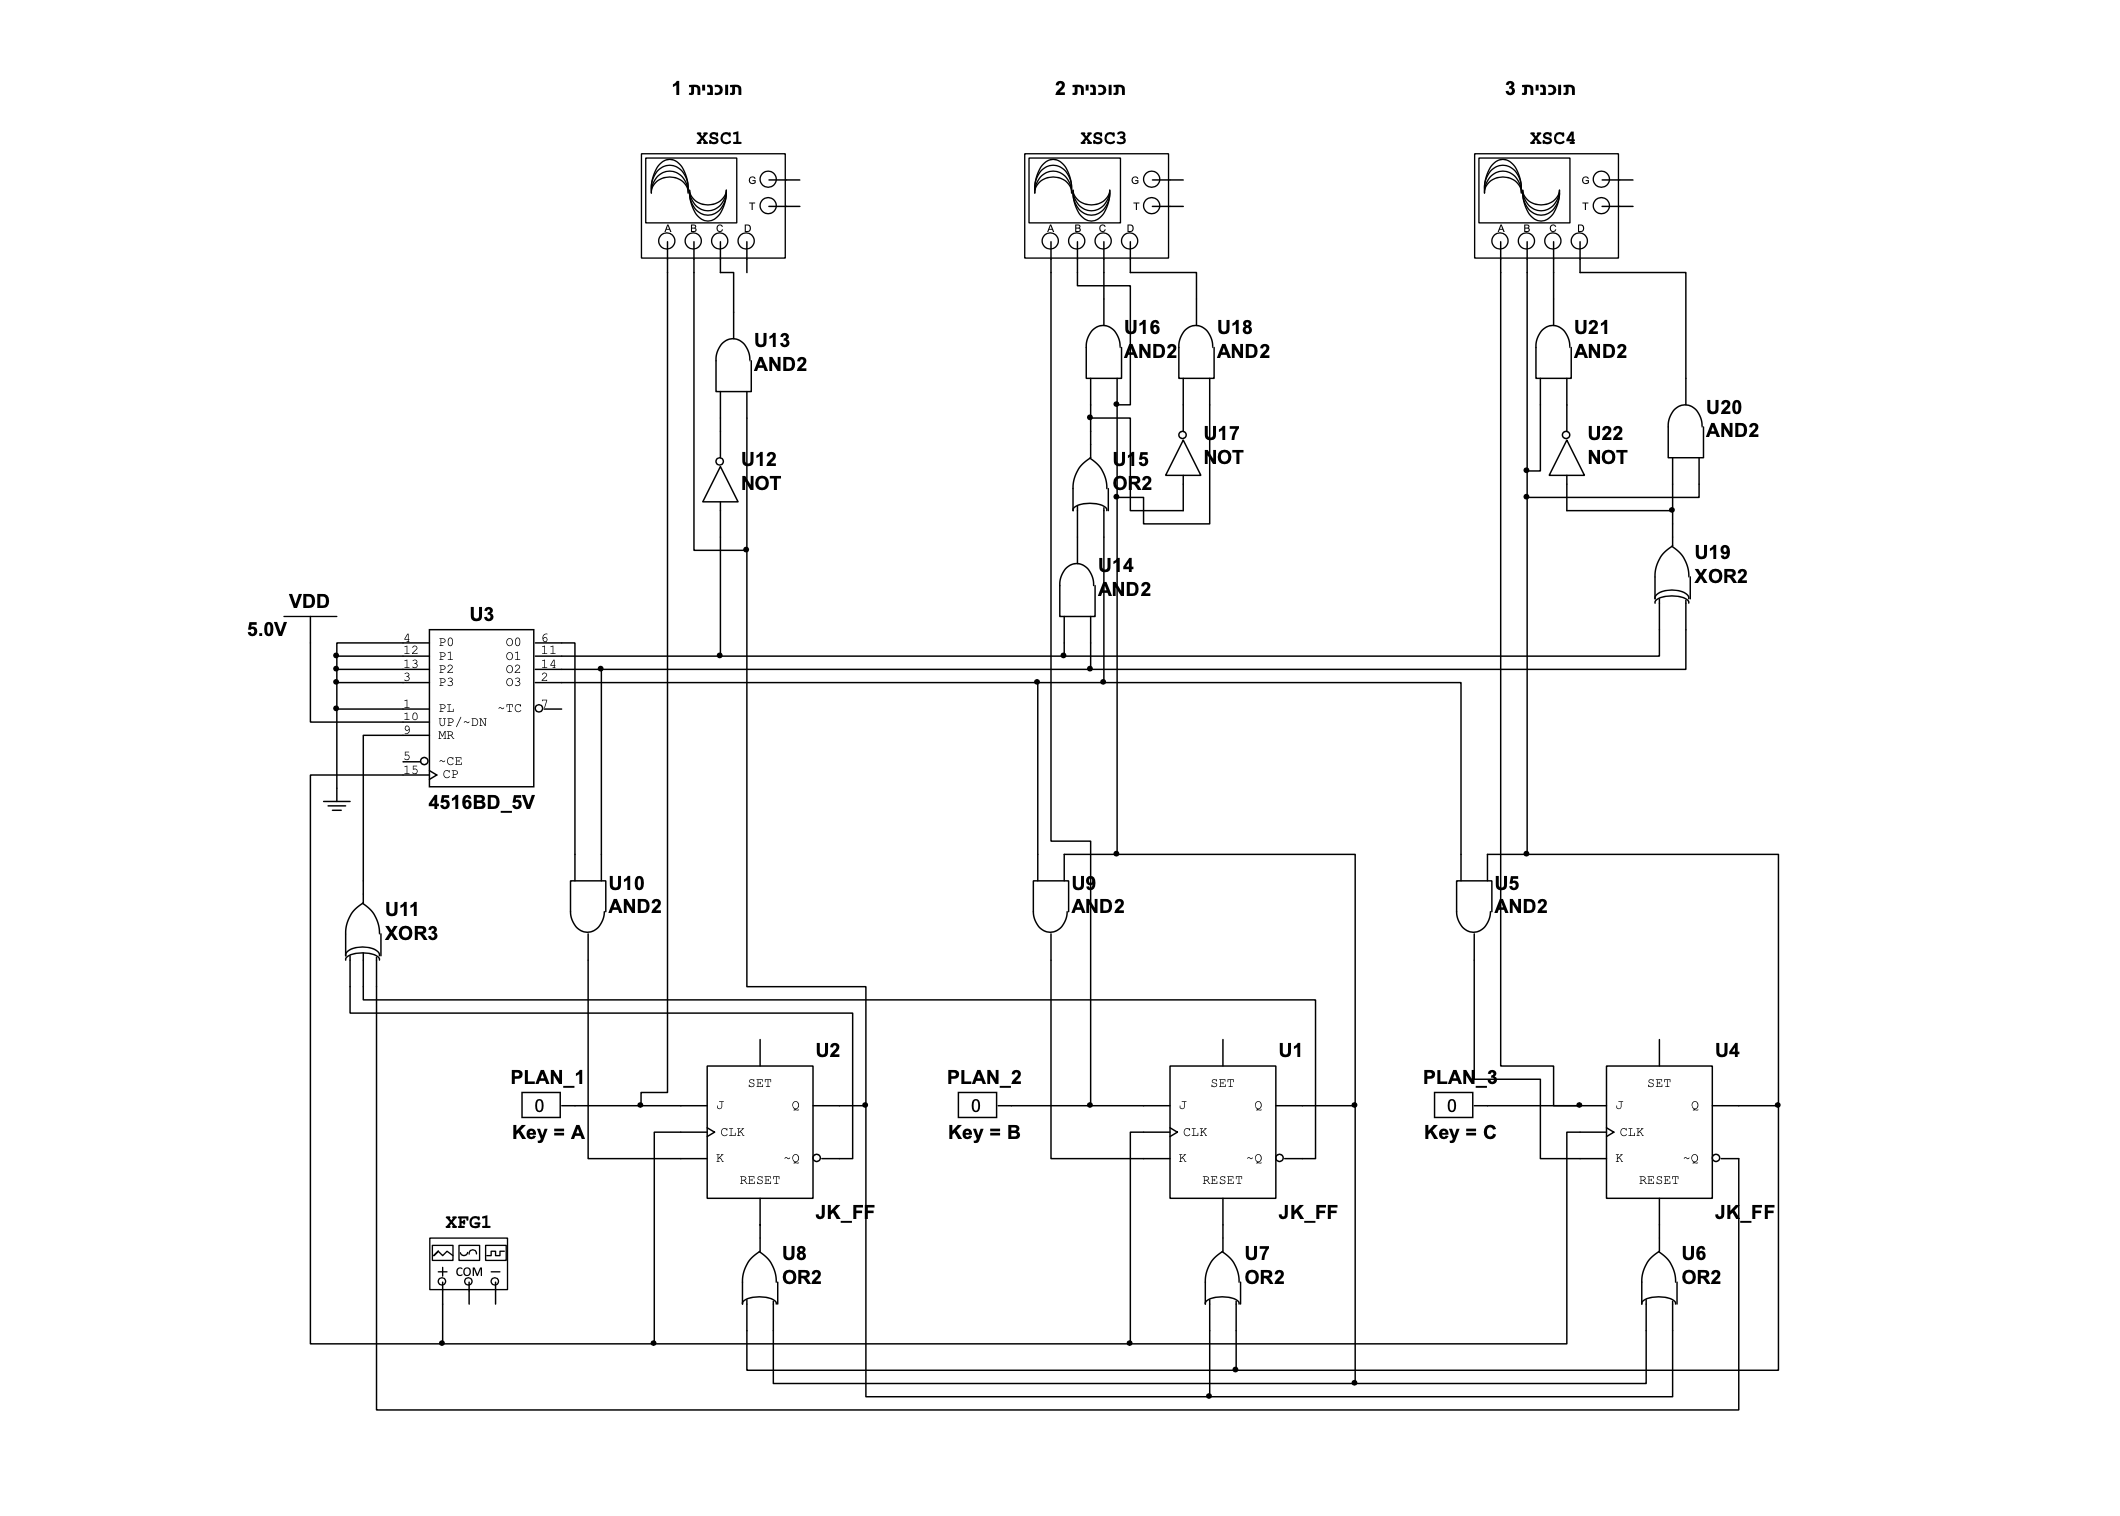 תוכנית 1
תוכנית 2
תוכנית 3
XSC1
XSC3
XSC4
G
T
A B C D
G
T
A B C D
G
T
A B C D
U13
AND2
U12
NOT
U16
AND2
U18
AND2
U15
OR2
U17
NOT
U14
AND2
U21
AND2
U22
NOT
U20
AND2
U19
XOR2
VDD
5.0V
U3
4 P0 O0 6
12 P1 O1 11
13 P2 O2 14
3 P3 O3 2
1 PL ~TC 7
10 UP/~DN
9 MR
5 ~CE
15 CP
4516BD_5V
U11
XOR3
U10
AND2
U9
AND2
U5
AND2
PLAN_1
0
Key = A
U2
SET
J Q
CLK
K ~Q
RESET
JK_FF
PLAN_2
0
Key = B
U1
SET
J Q
CLK
K ~Q
RESET
JK_FF
PLAN_3
0
Key = C
U4
SET
J Q
CLK
K ~Q
RESET
JK_FF
XFG1
+ COM −
U8
OR2
U7
OR2
U6
OR2